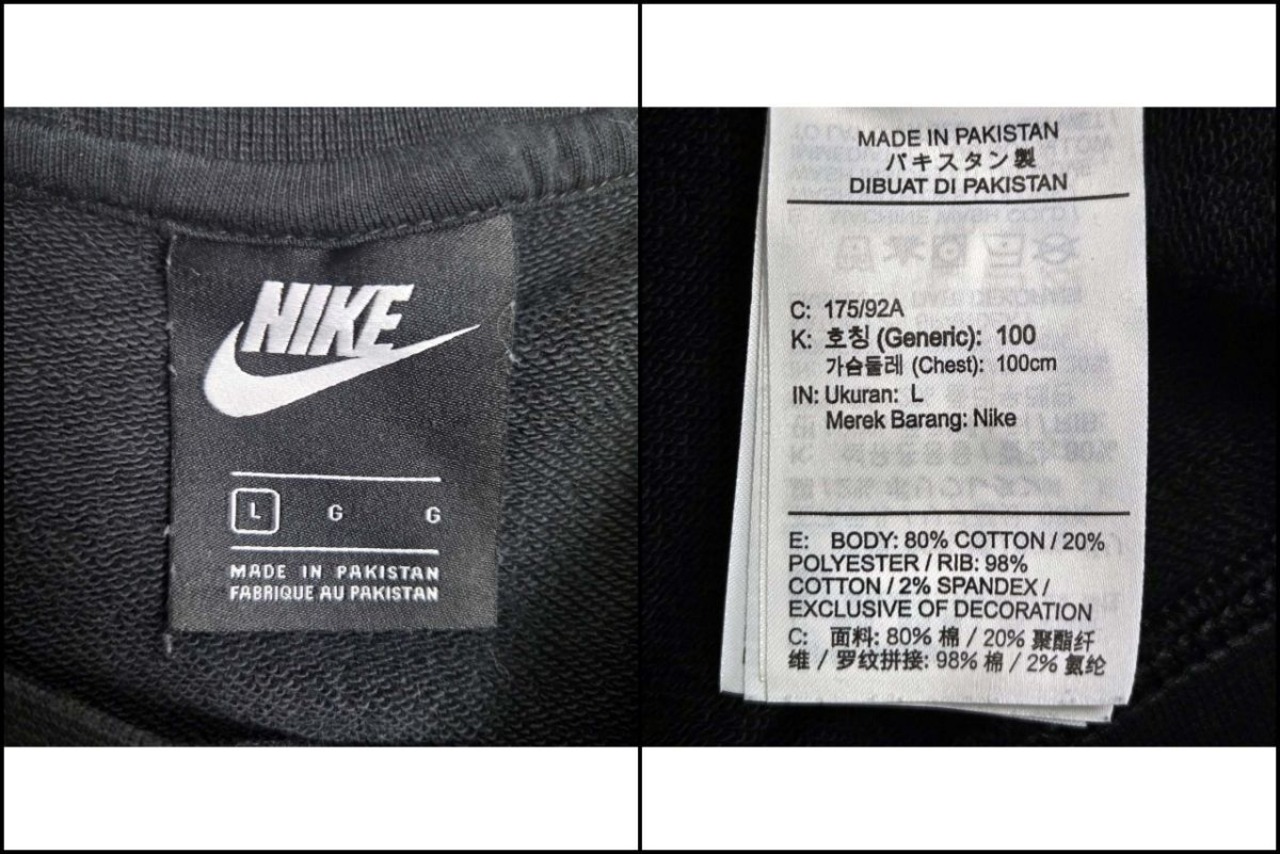 NIKE
L G G
MADE IN PAKISTAN
FABRIQUE AU PAKISTAN
MADE IN PAKISTAN
パキスタン製
DIBUAT DI PAKISTAN
C: 175/92A
K: 호칭 (Generic): 100
가슴둘레 (Chest): 100cm
IN: Ukuran: L
Merek Barang: Nike
E: BODY: 80% COTTON / 20%
POLYESTER / RIB: 98%
COTTON / 2% SPANDEX /
EXCLUSIVE OF DECORATION
C: 面料: 80% 棉 / 20% 聚酯纤
维 / 罗纹拼接: 98% 棉 / 2% 氨纶